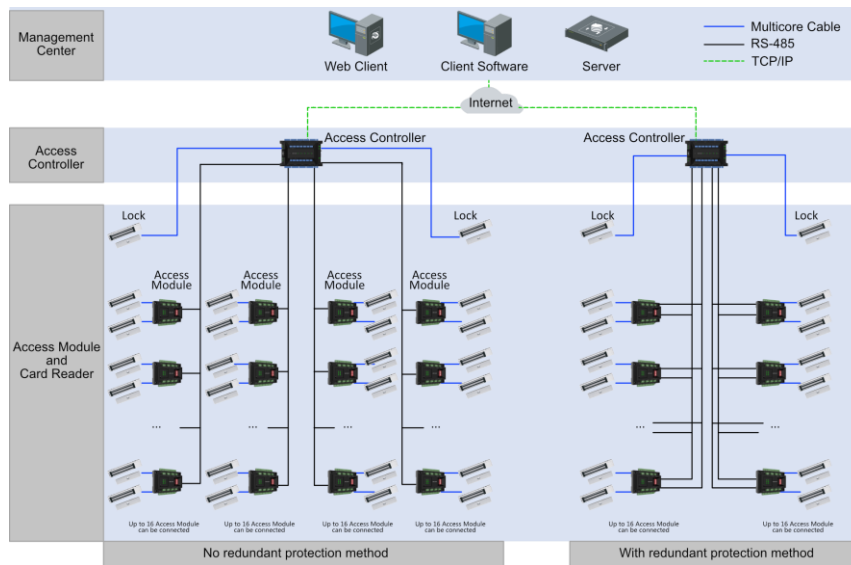 Management
Center
Web Client
Client Software
Server
Multicore Cable
RS-485
TCP/IP
Internet
Access
Controller
Access Controller
Access Controller
Access Module
and
Card Reader
Lock
Lock
Lock
Lock
Access
Module
Access
Module
Access
Module
Access
Module
...
...
...
...
...
...
Up to 16 Access Module
can be connected
Up to 16 Access Module
can be connected
Up to 16 Access Module
can be connected
Up to 16 Access Module
can be connected
Up to 16 Access Module
can be connected
Up to 16 Access Module
can be connected
No redundant protection method
With redundant protection method